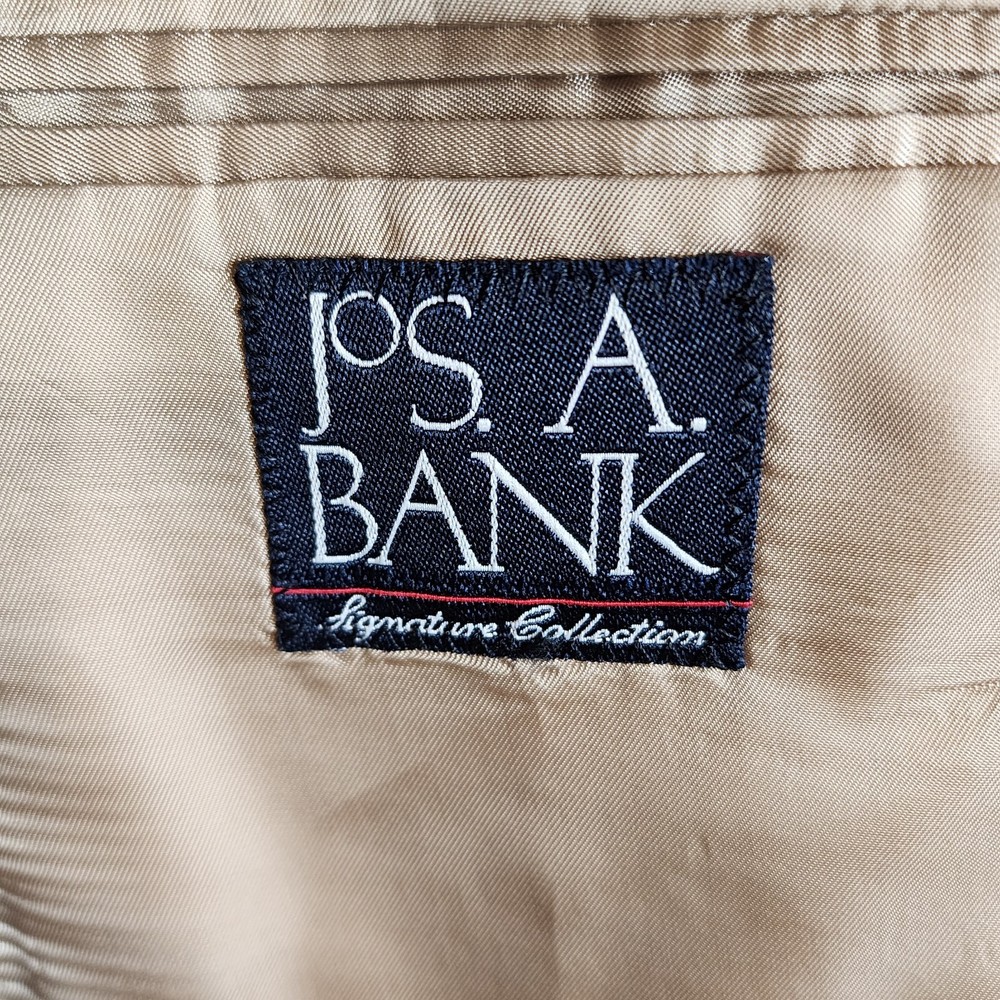 JoS. A.
BANK
Signature Collection